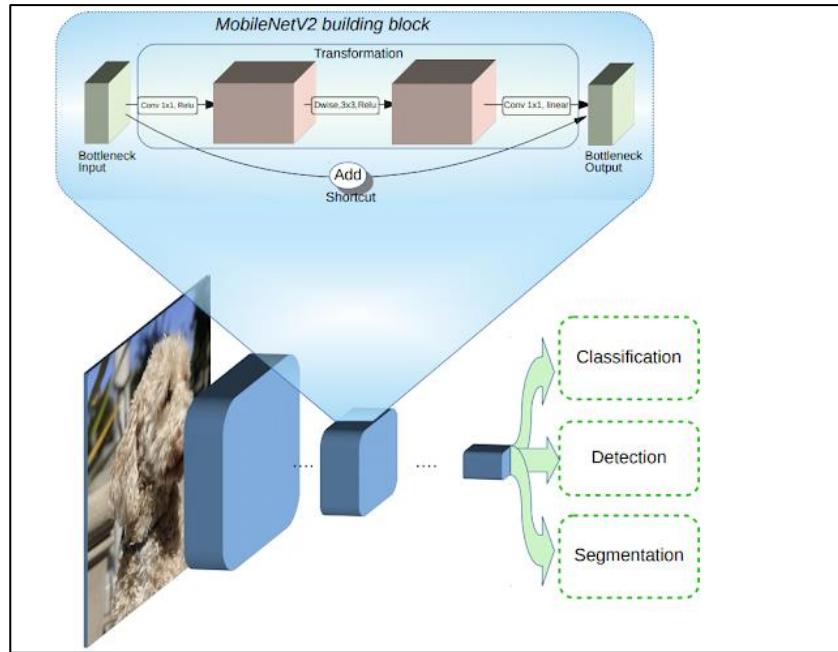 MobileNetV2 building block
Transformation
Conv 1x1, Relu
Dwise,3x3,Relu
Conv 1x1, linear
Bottleneck
Input
Bottleneck
Output
Add
Shortcut
....
....
Classification
Detection
Segmentation